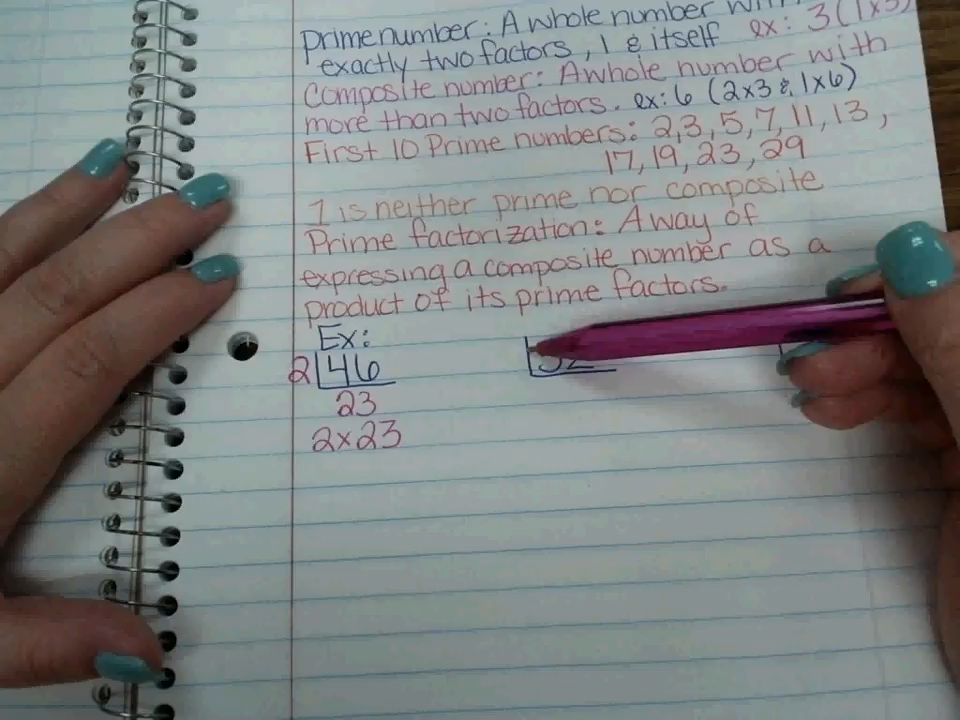 prime number: A whole number with
exactly two factors, 1 & itself ex: 3 (1x3)
Composite number: A whole number with
more than two factors. ex: 6 (2x3 & 1x6)
First 10 Prime numbers: 2, 3, 5, 7, 11, 13,
17, 19, 23, 29
1 is neither prime nor composite
Prime factorization: A way of
expressing a composite number as a
product of its prime factors.
Ex:
2 46
23
2x23